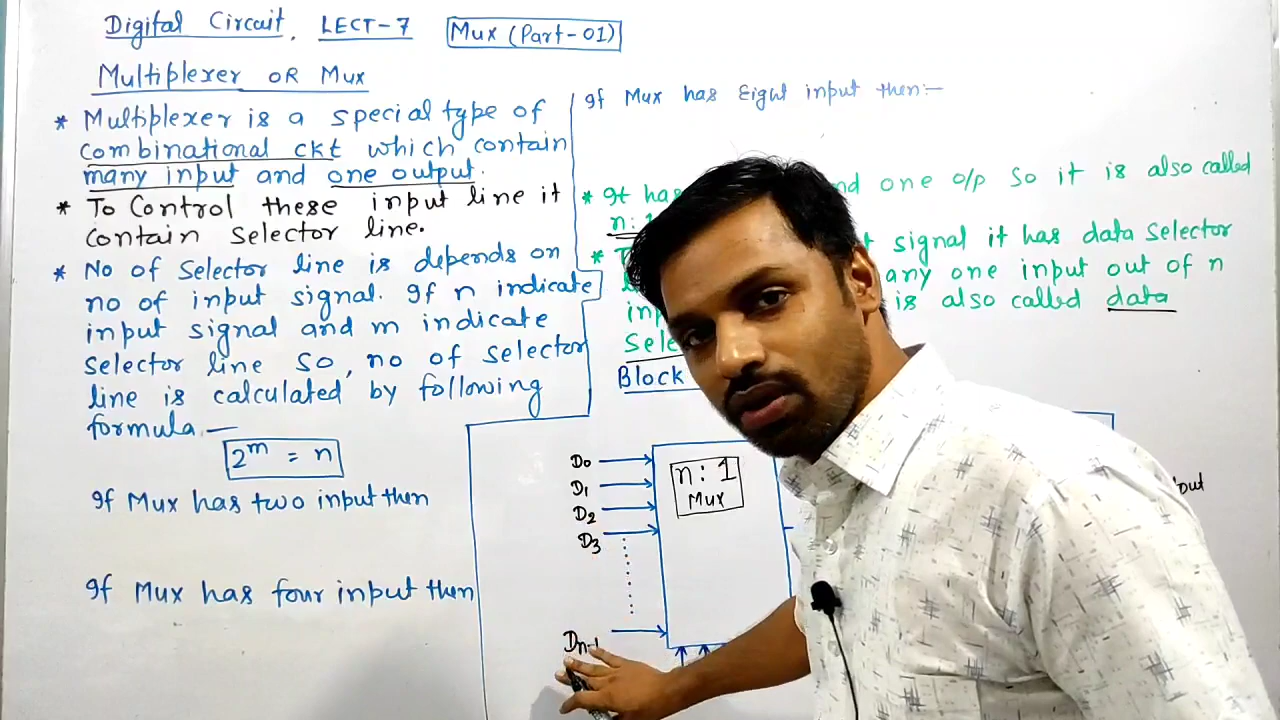 Digital Circuit. LECT-7 Mux (Part-01)
Multiplexer OR Mux
* Multiplexer is a special type of
combinational ckt which contain
many input and one output.
* To Control these input line it
contain selector line.
* No of Selector line is depends on
no of input signal. If n indicate
input signal and m indicate
selector line so, no of selector
line is calculated by following
formula —
2^m = n
If Mux has two input then
If Mux has four input then
If Mux has Eight input then:—
* It has and one o/p So it is also called
n: 1
* signal it has data selector
any one input out of n
is also called data
Block
D0
D1
D2
D3
Dn-1
n: 1
Mux